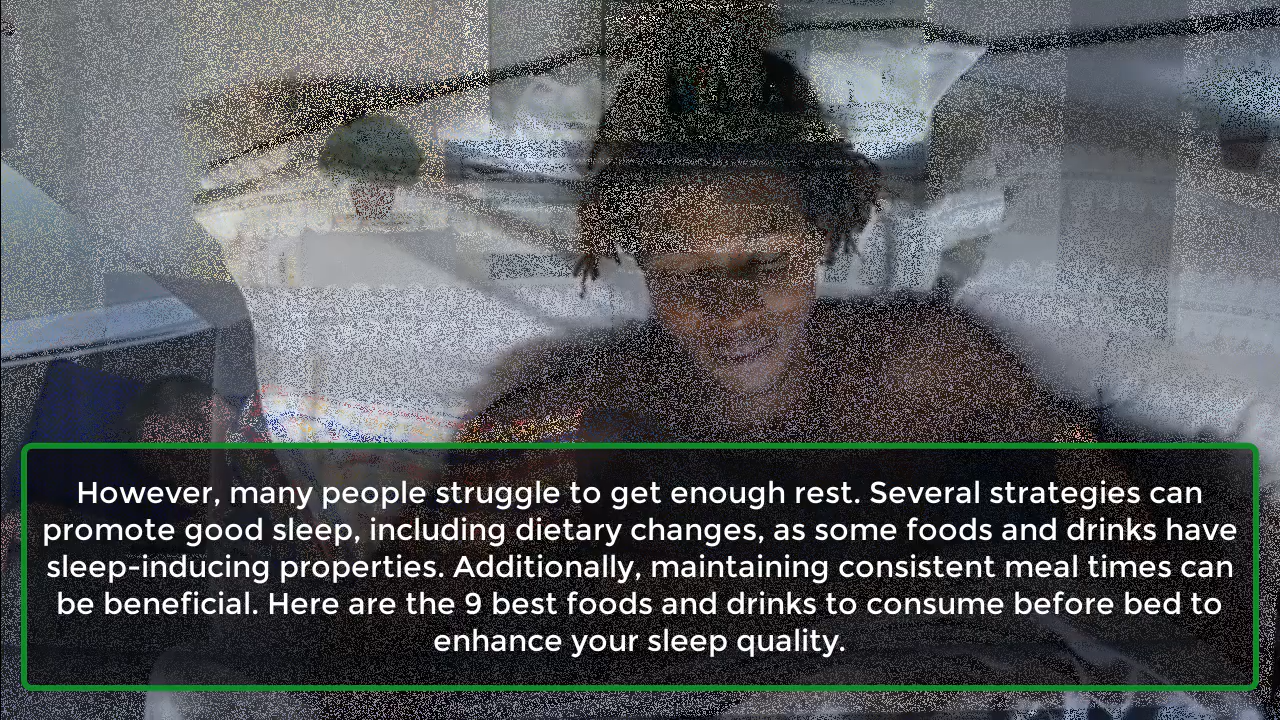 However, many people struggle to get enough rest. Several strategies can
promote good sleep, including dietary changes, as some foods and drinks have
sleep-inducing properties. Additionally, maintaining consistent meal times can
be beneficial. Here are the 9 best foods and drinks to consume before bed to
enhance your sleep quality.